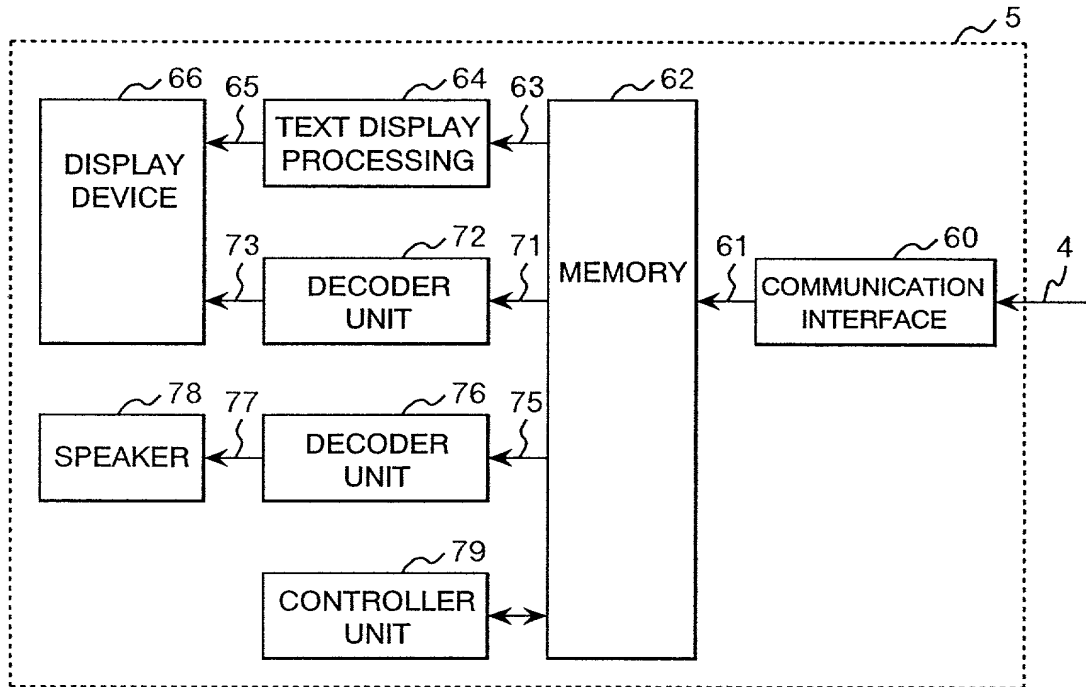 5
66
65
64
63
62
DISPLAY
DEVICE
TEXT DISPLAY
PROCESSING
73
72
71
MEMORY
61
60
4
DECODER
UNIT
COMMUNICATION
INTERFACE
78
77
76
75
SPEAKER
DECODER
UNIT
79
CONTROLLER
UNIT